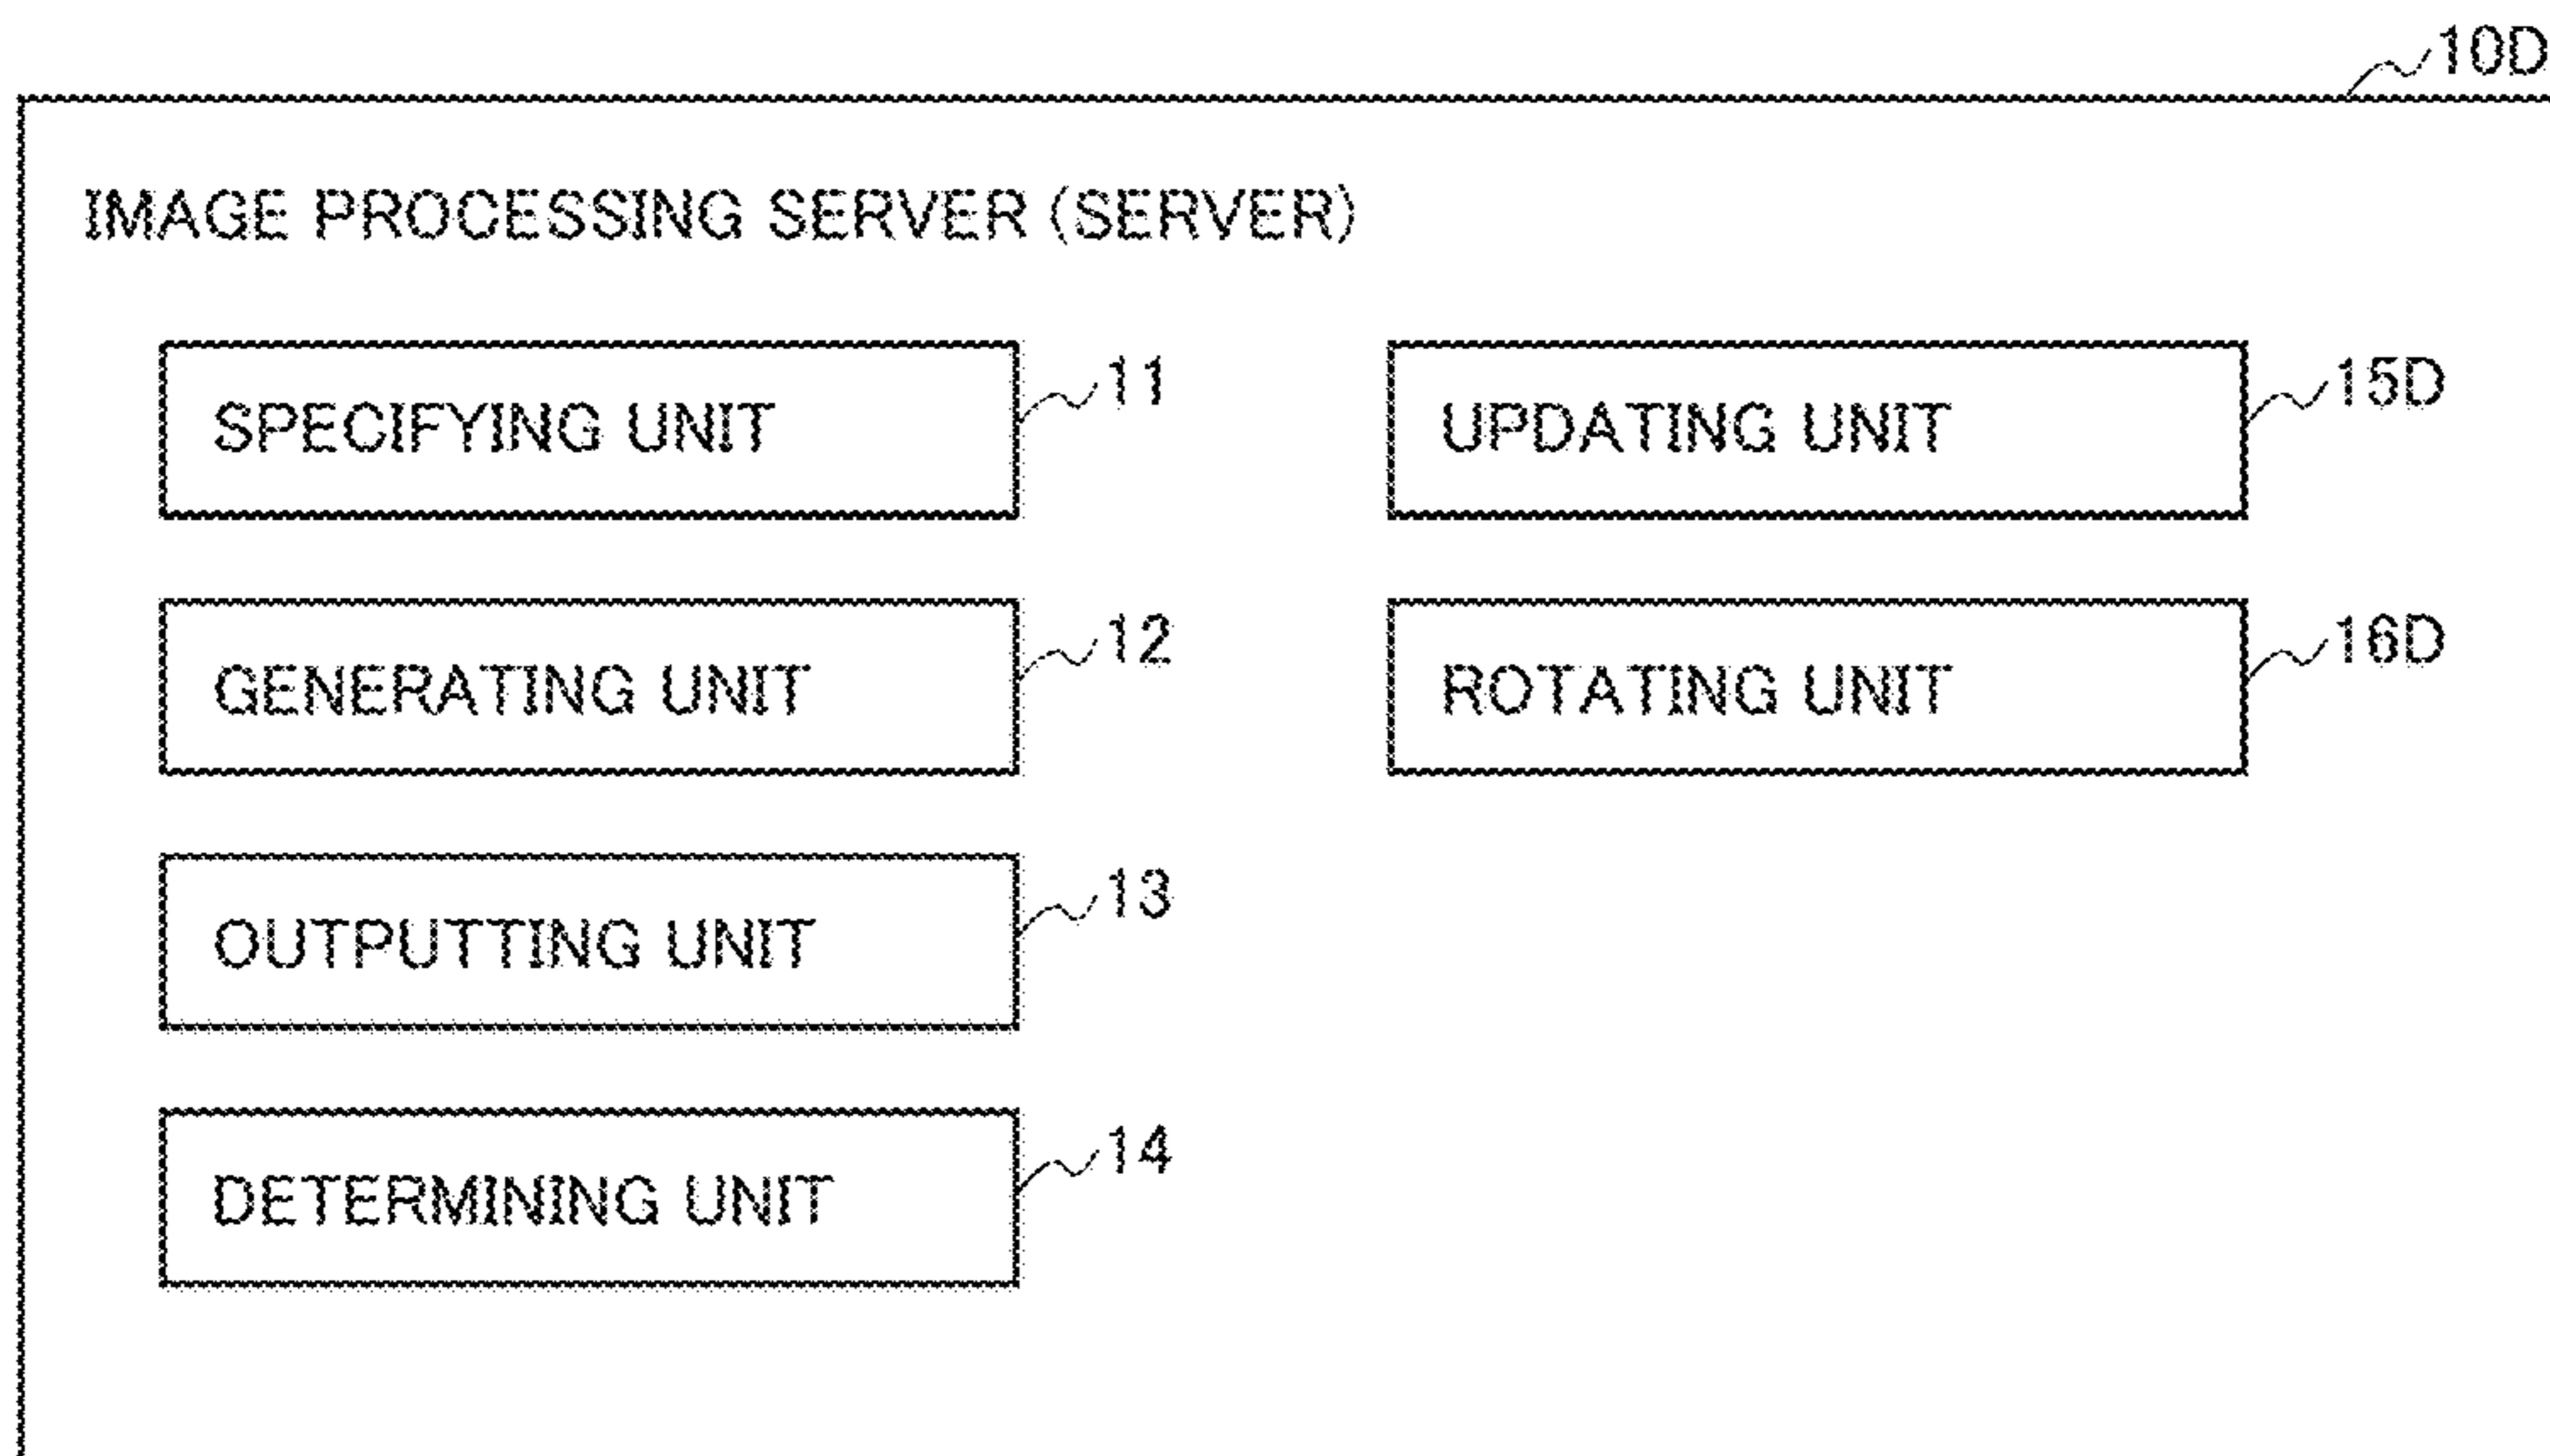 10D
IMAGE PROCESSING SERVER (SERVER)
SPECIFYING UNIT
11
GENERATING UNIT
12
OUTPUTTING UNIT
13
DETERMINING UNIT
14
UPDATING UNIT
15D
ROTATING UNIT
16D